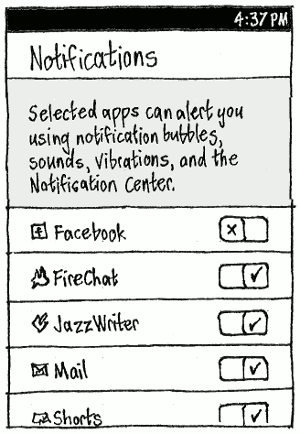 4:37 PM
Notifications
Selected apps can alert you
using notification bubbles,
sounds, vibrations, and the
Notification Center.
Facebook
FireChat
JazzWriter
Mail
Shorts